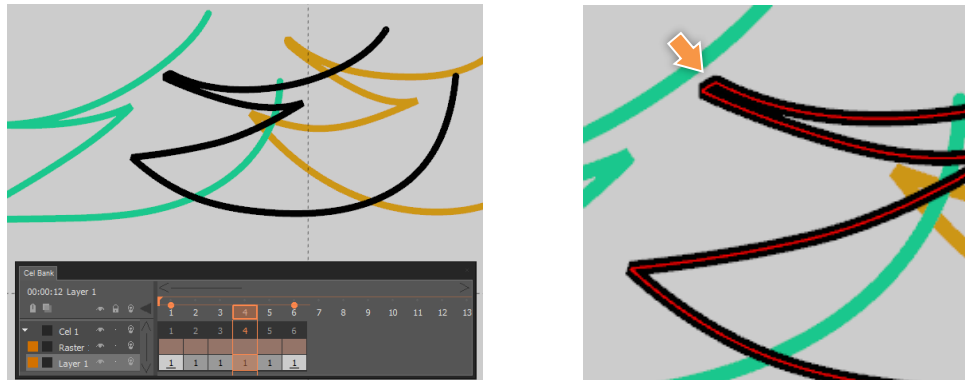 Cel Bank
00:00:12 Layer 1
1 2 3 4 5 6 7 8 9 10 11 12 13
Cel 1 1 2 3 4 5 6
Raster
Layer 1 1 1 1 1 1 1